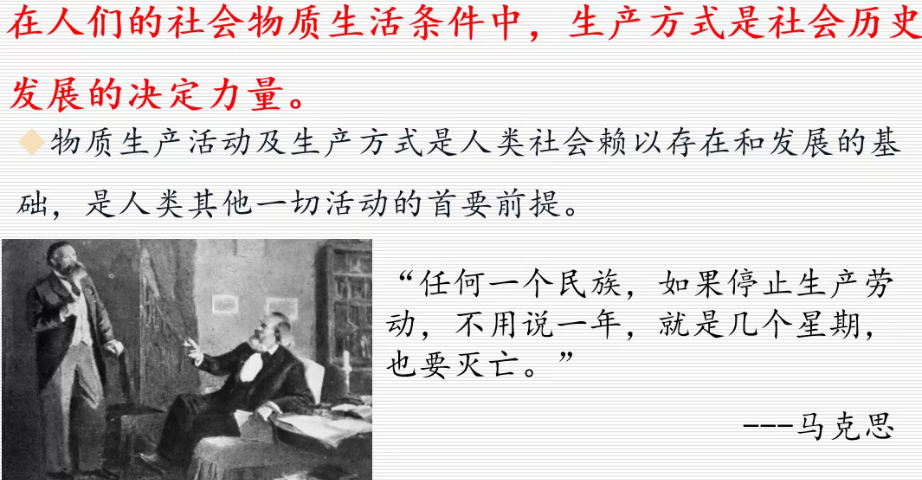 在人们的社会物质生活条件中，生产方式是社会历史
发展的决定力量。
物质生产活动及生产方式是人类社会赖以存在和发展的基
础，是人类其他一切活动的首要前提。
“任何一个民族，如果停止生产劳
动，不用说一年，就是几个星期，
也要灭亡。”
---马克思